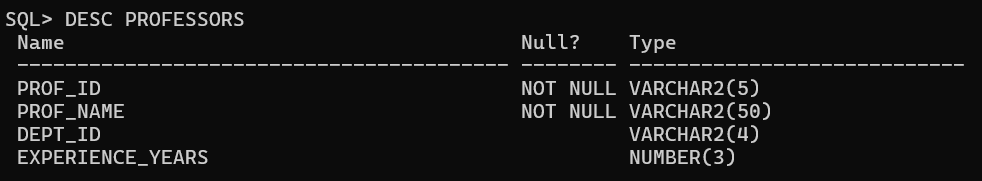 SQL> DESC PROFESSORS
Name Null? Type
----------------------------------------- -------- ----------------------------
PROF_ID NOT NULL VARCHAR2(5)
PROF_NAME NOT NULL VARCHAR2(50)
DEPT_ID VARCHAR2(4)
EXPERIENCE_YEARS NUMBER(3)